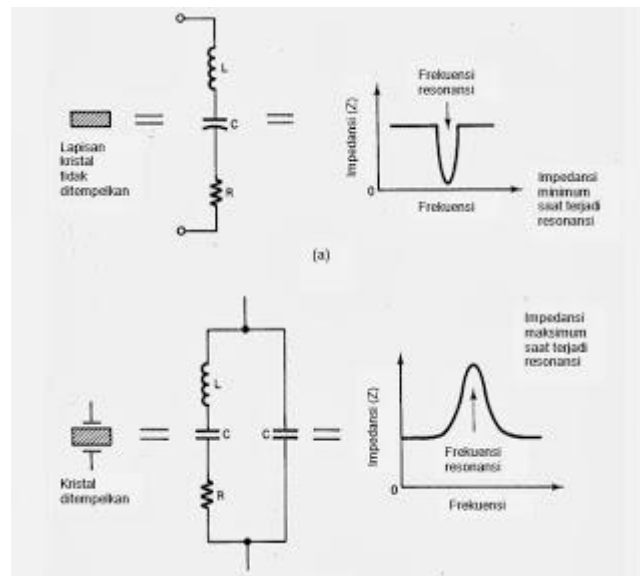 L
C
R
Lapisan
kristal
tidak
ditempelkan
Impedansi (Z)
Frekuensi
resonansi
0
Frekuensi
Impedansi
minimum
saat terjadi
resonansi
(a)
L
C
C
R
Kristal
ditempelkan
Impedansi (Z)
Frekuensi
resonansi
0
Frekuensi
Impedansi
maksimum
saat terjadi
resonansi